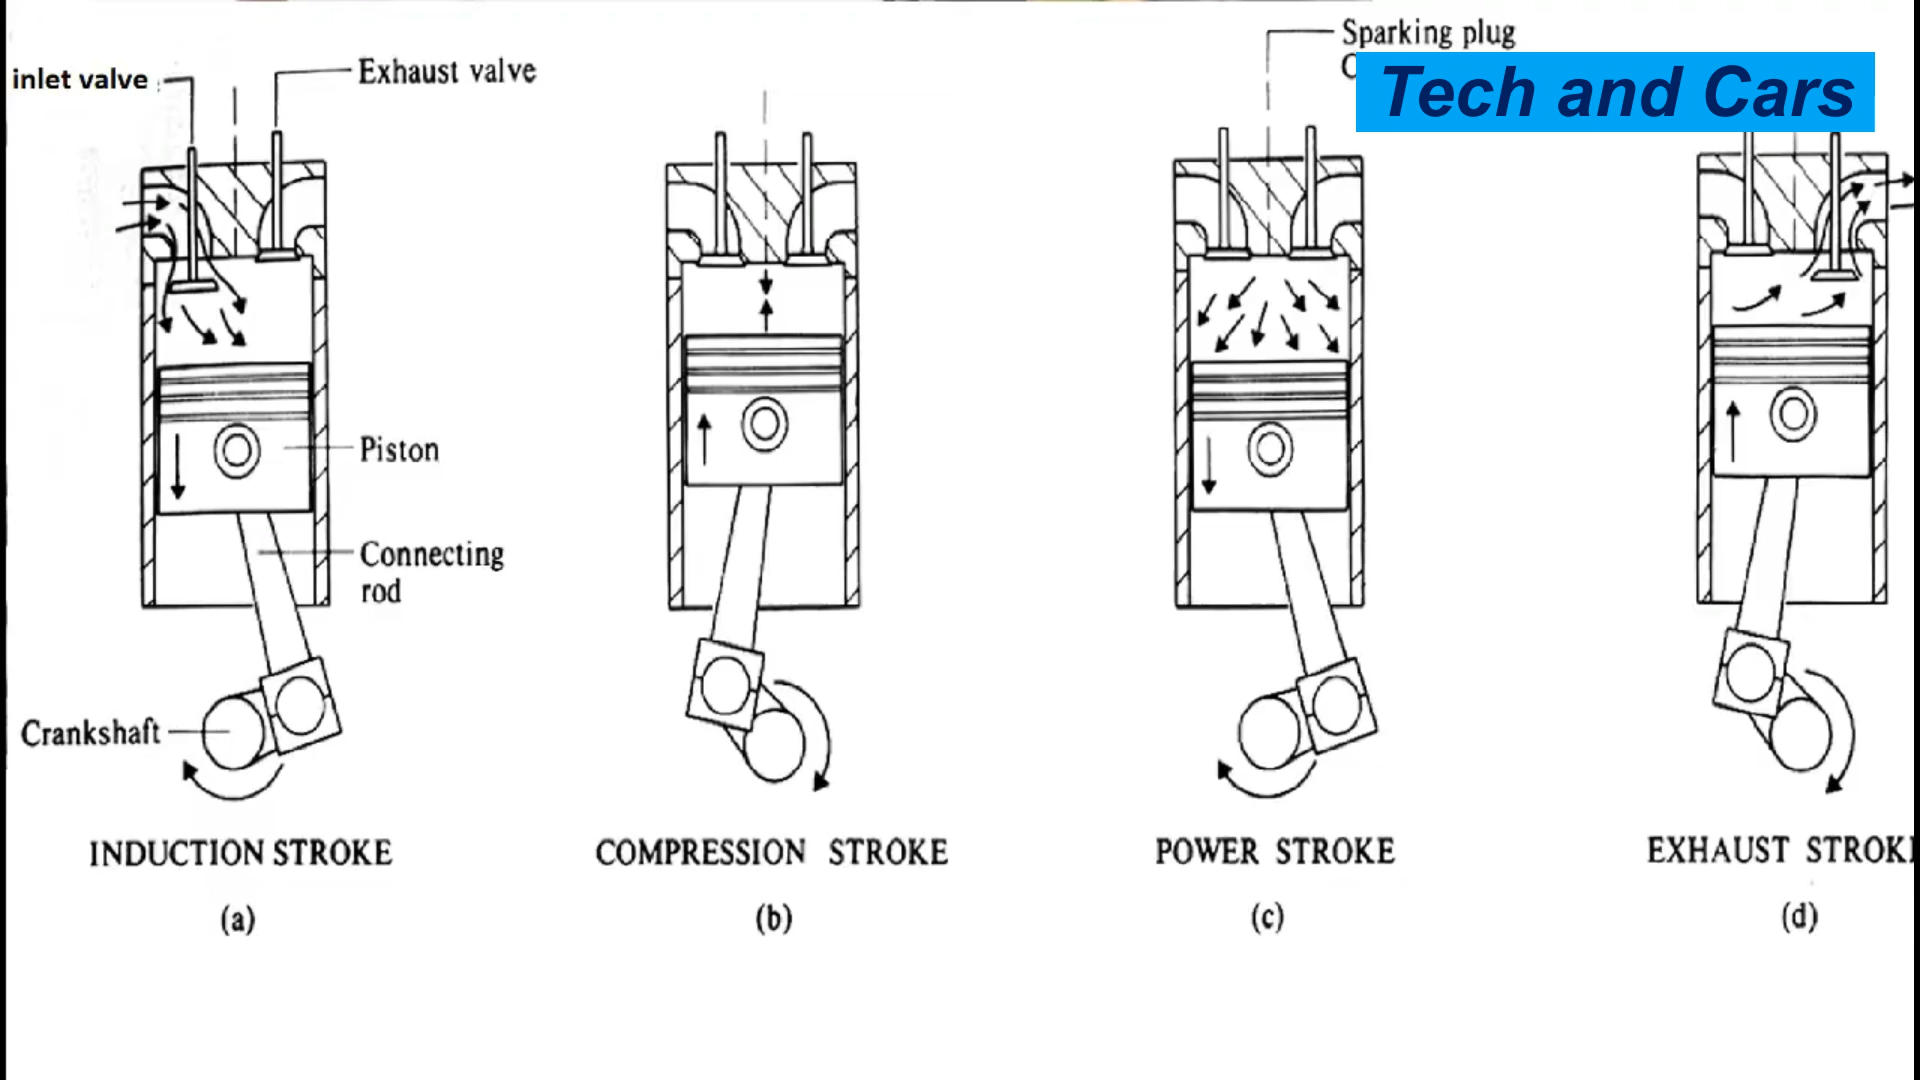 Sparking plug
Tech and Cars
inlet valve
Exhaust valve
Piston
Connecting
rod
Crankshaft
INDUCTION STROKE
COMPRESSION STROKE
POWER STROKE
EXHAUST
(a)
(b)
(c)
(d)